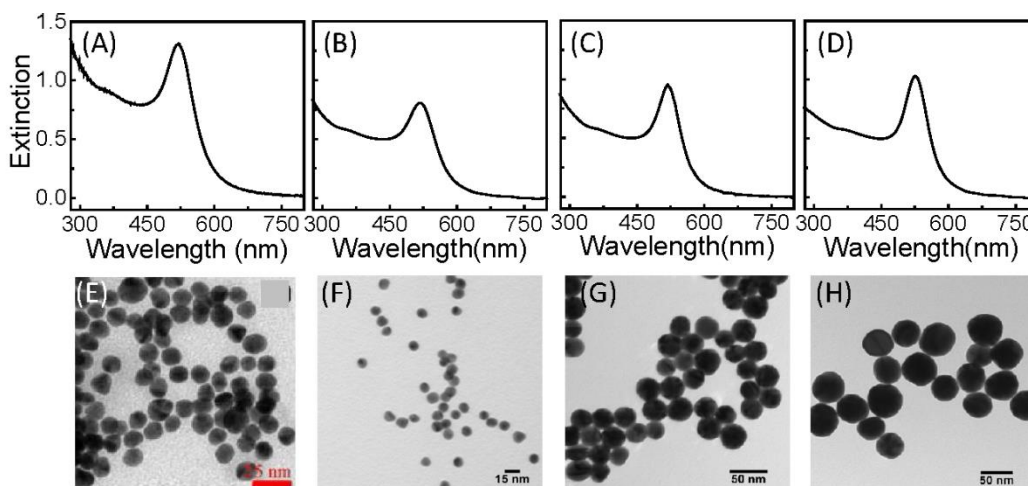 (A) (B) (C) (D)
1.5
1.0
0.5
0.0
Extinction
300 450 600 750 300 450 600 750 300 450 600 750 300 450 600 750
Wavelength (nm) Wavelength(nm) Wavelength(nm) Wavelength(nm)
(E) (F) (G) (H)
25 nm 15 nm 50 nm 50 nm